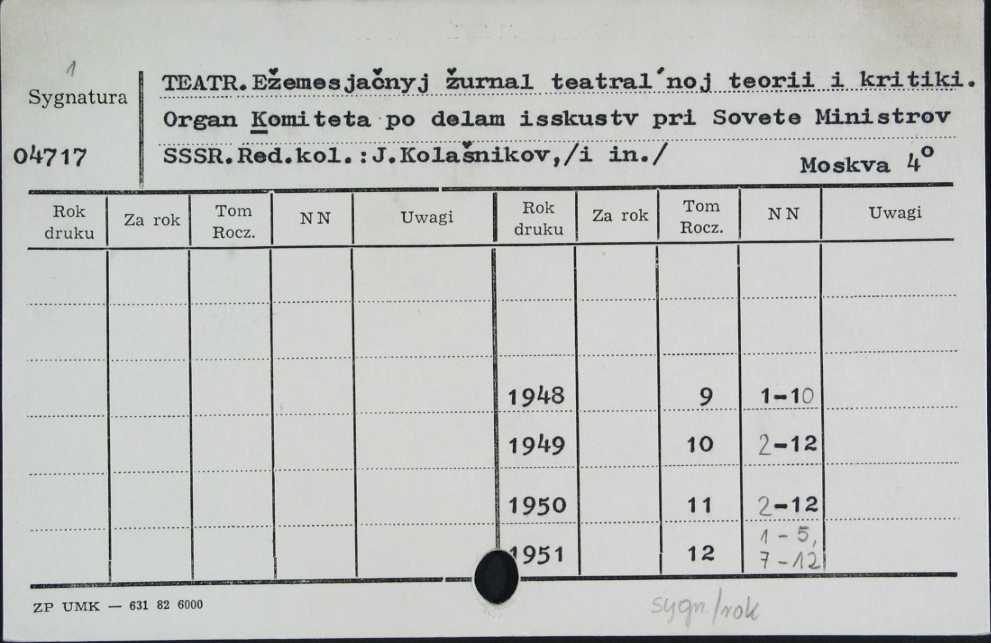 1
Sygnatura
04717
TEATR.Ežemesjačnyj žurnal teatral´noj teorii i kritiki.
Organ Komiteta po delam isskustv pri Sovete Ministrov
SSSR.Red.kol.:J.Kolašnikov,/i in./
Moskva 4º
Rok druku Za rok Tom Rocz. NN Uwagi Rok druku Za rok Tom Rocz. NN Uwagi
1948 9 1-10
1949 10 2-12
1950 11 2-12
1951 12 1-5,
7-12
ZP UMK — 631 82 6000
sygn/rok